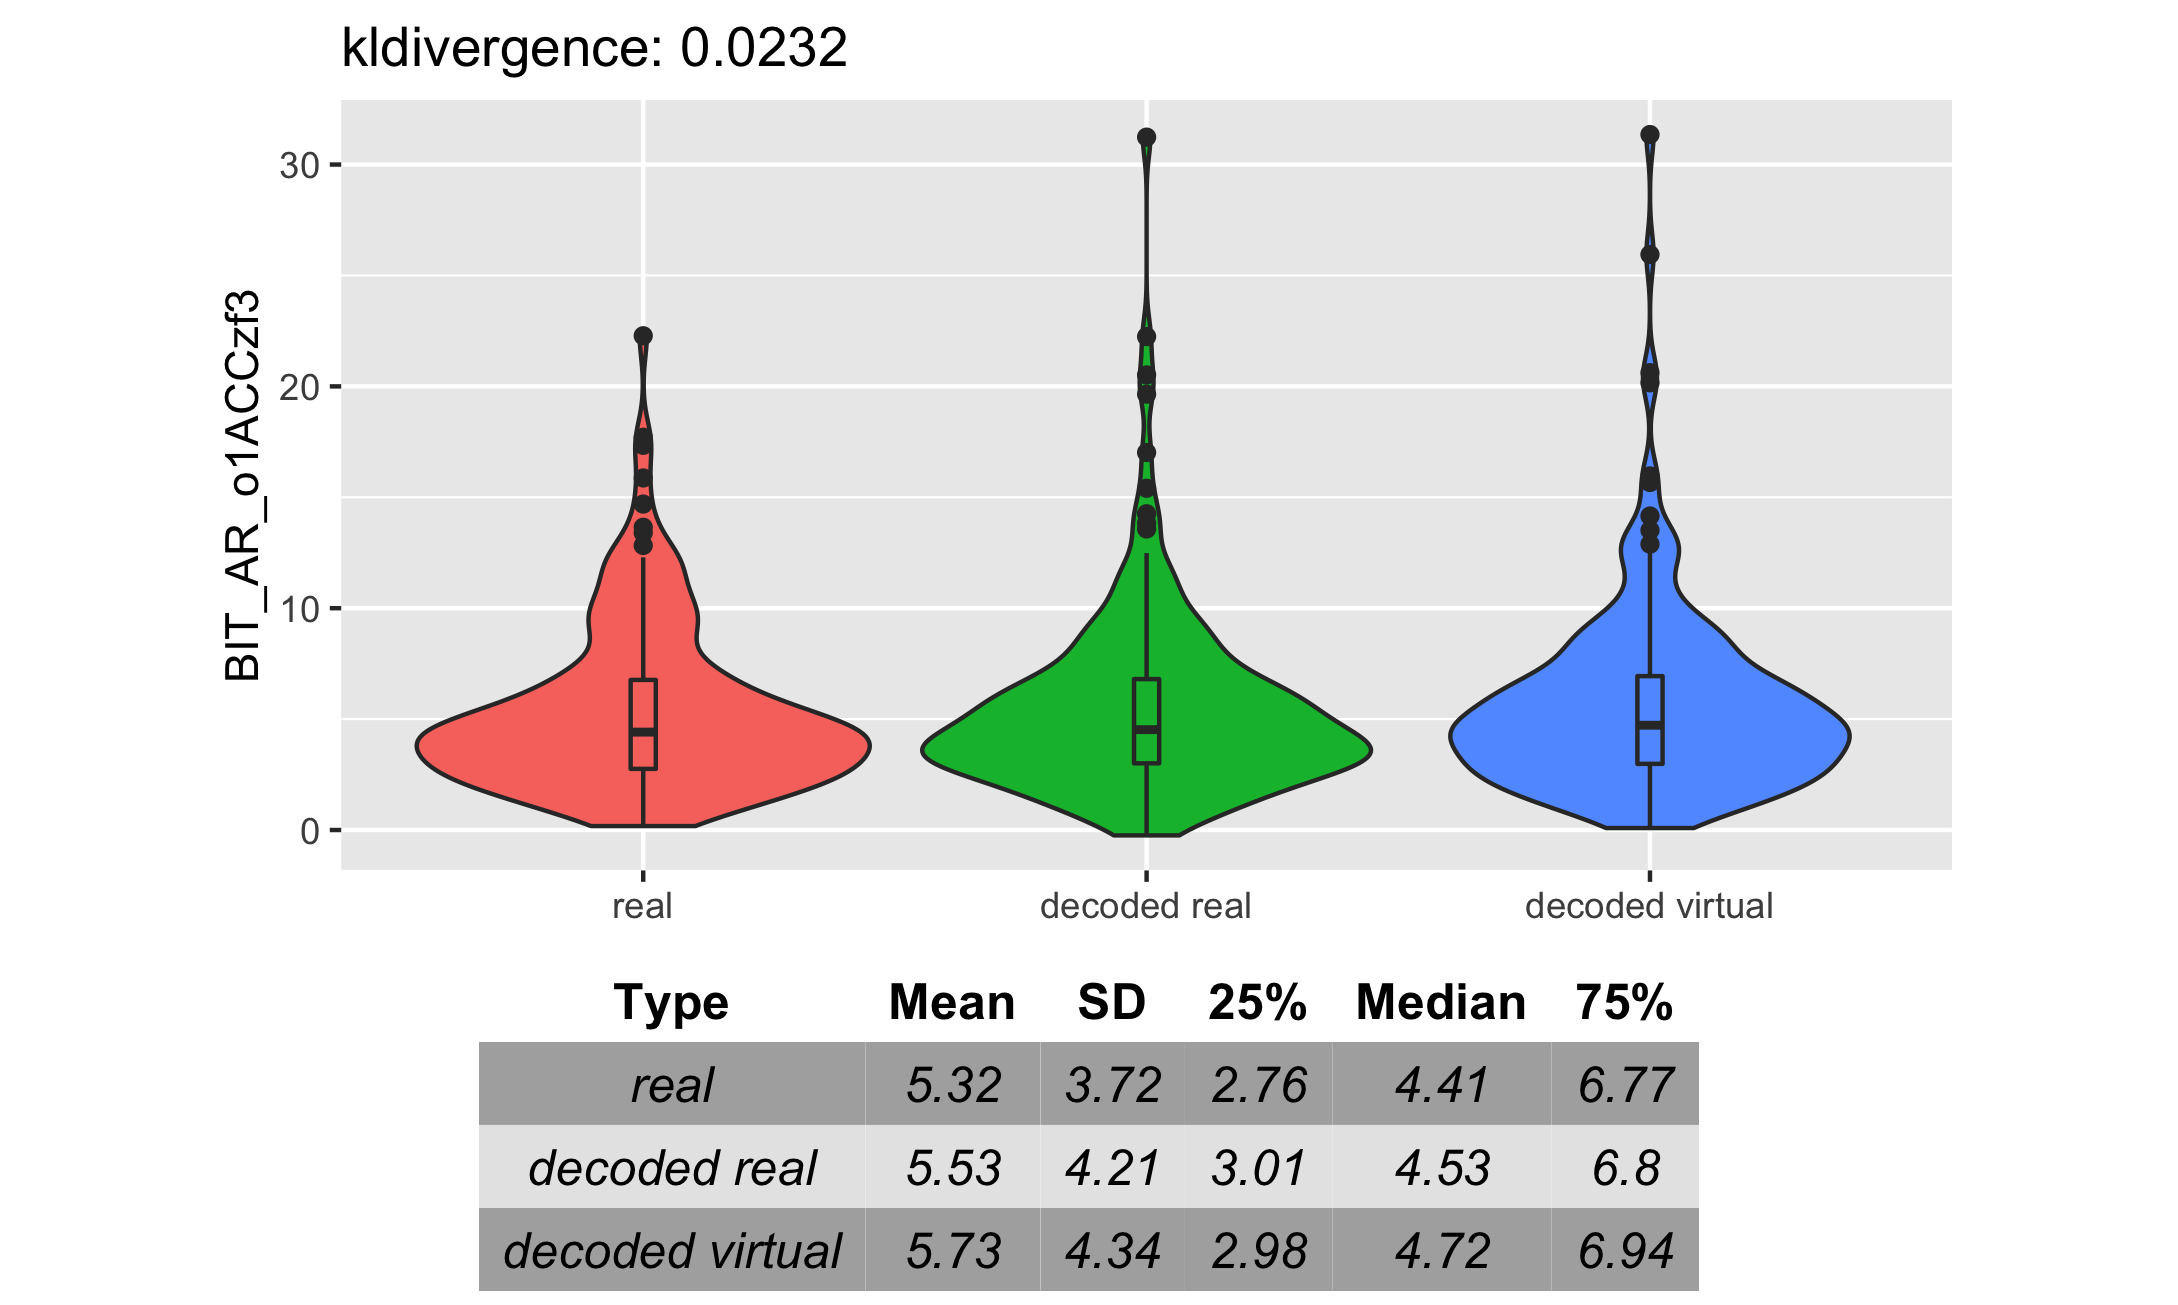 kldivergence: 0.0232
BIT_AR_o1ACCzf3
30
20
10
0
real decoded real decoded virtual
Type Mean SD 25% Median 75%
real 5.32 3.72 2.76 4.41 6.77
decoded real 5.53 4.21 3.01 4.53 6.8
decoded virtual 5.73 4.34 2.98 4.72 6.94